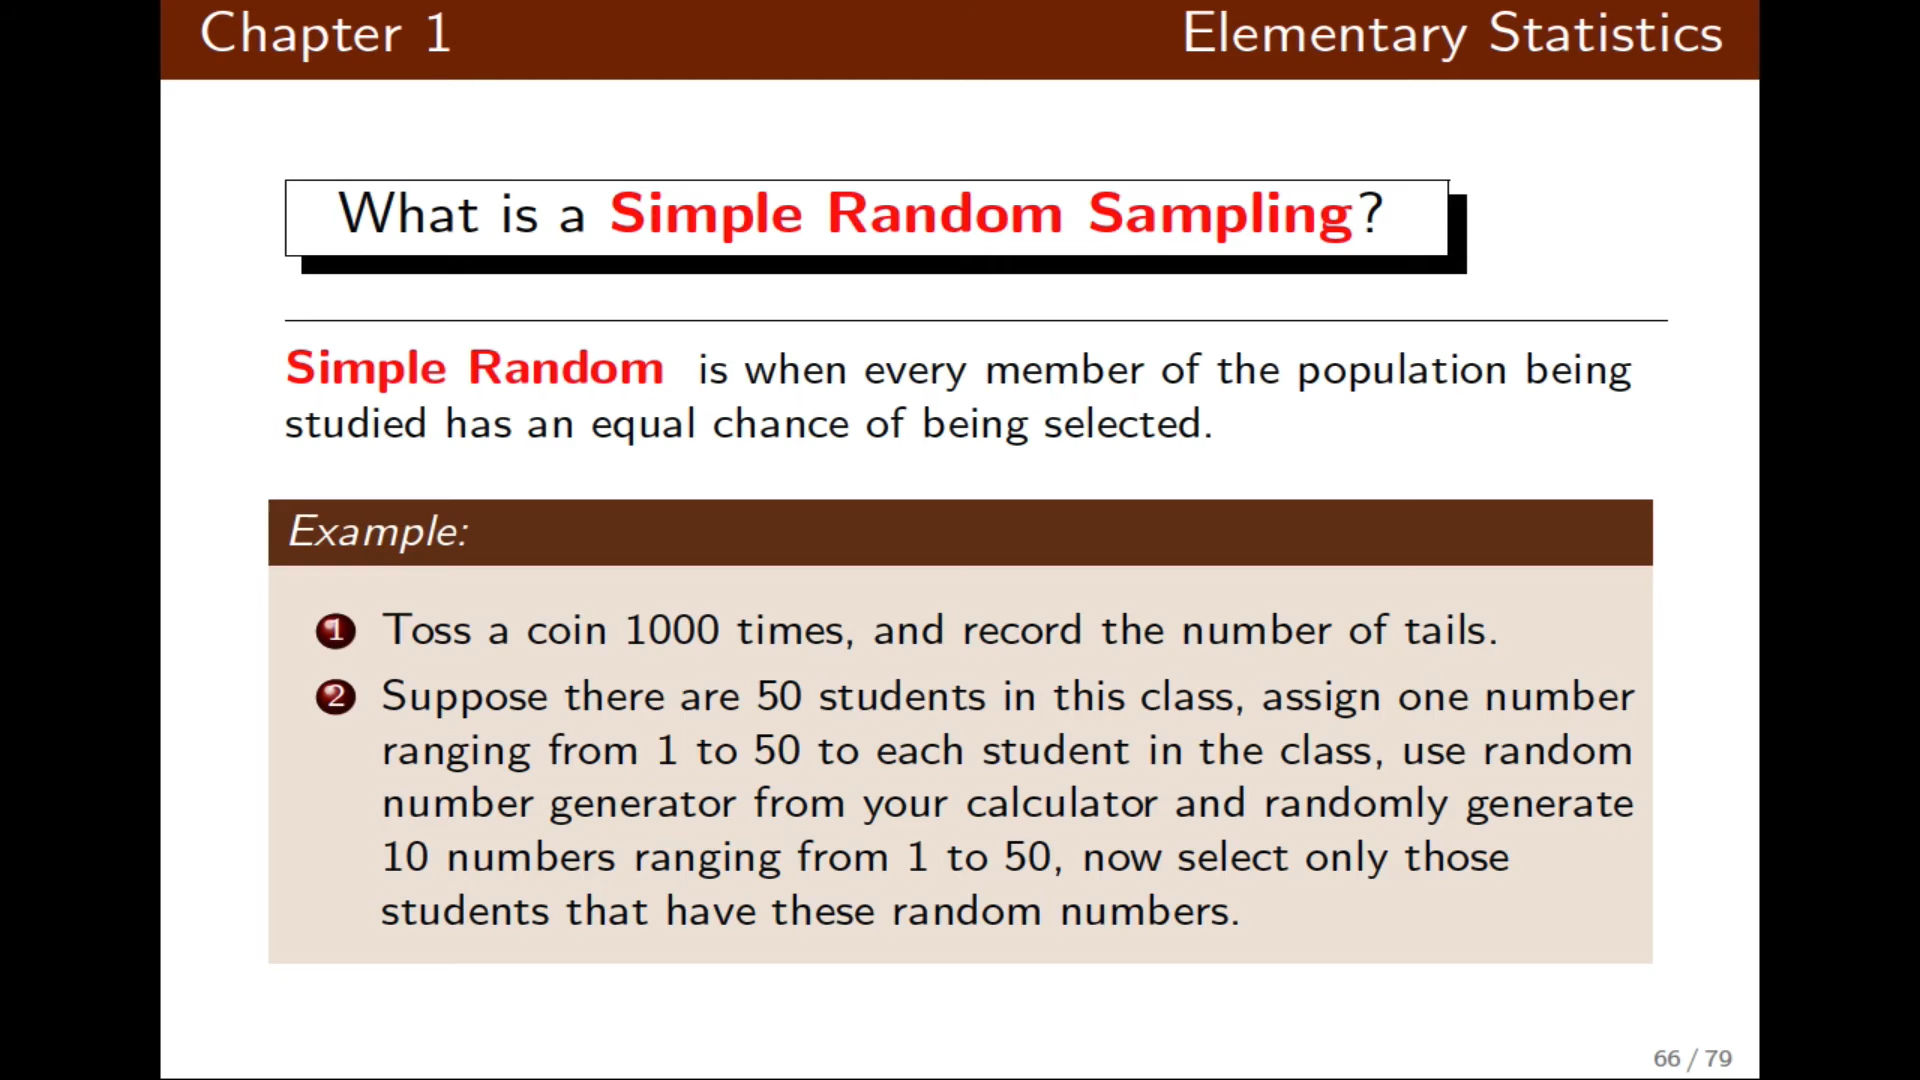 Chapter 1 Elementary Statistics
What is a Simple Random Sampling?
Simple Random is when every member of the population being
studied has an equal chance of being selected.
Example:
1 Toss a coin 1000 times, and record the number of tails.
2 Suppose there are 50 students in this class, assign one number
ranging from 1 to 50 to each student in the class, use random
number generator from your calculator and randomly generate
10 numbers ranging from 1 to 50, now select only those
students that have these random numbers.
66 / 79